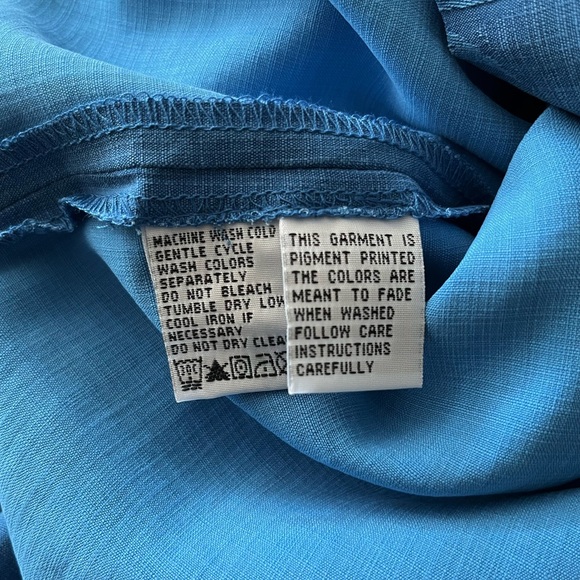 MACHINE WASH COLD
GENTLE CYCLE
WASH COLORS
SEPARATELY
DO NOT BLEACH
TUMBLE DRY LOW
COOL IRON IF
NECESSARY
DO NOT DRY CLEA
THIS GARMENT IS
PIGMENT PRINTED
THE COLORS ARE
MEANT TO FADE
WHEN WASHED
FOLLOW CARE
INSTRUCTIONS
CAREFULLY